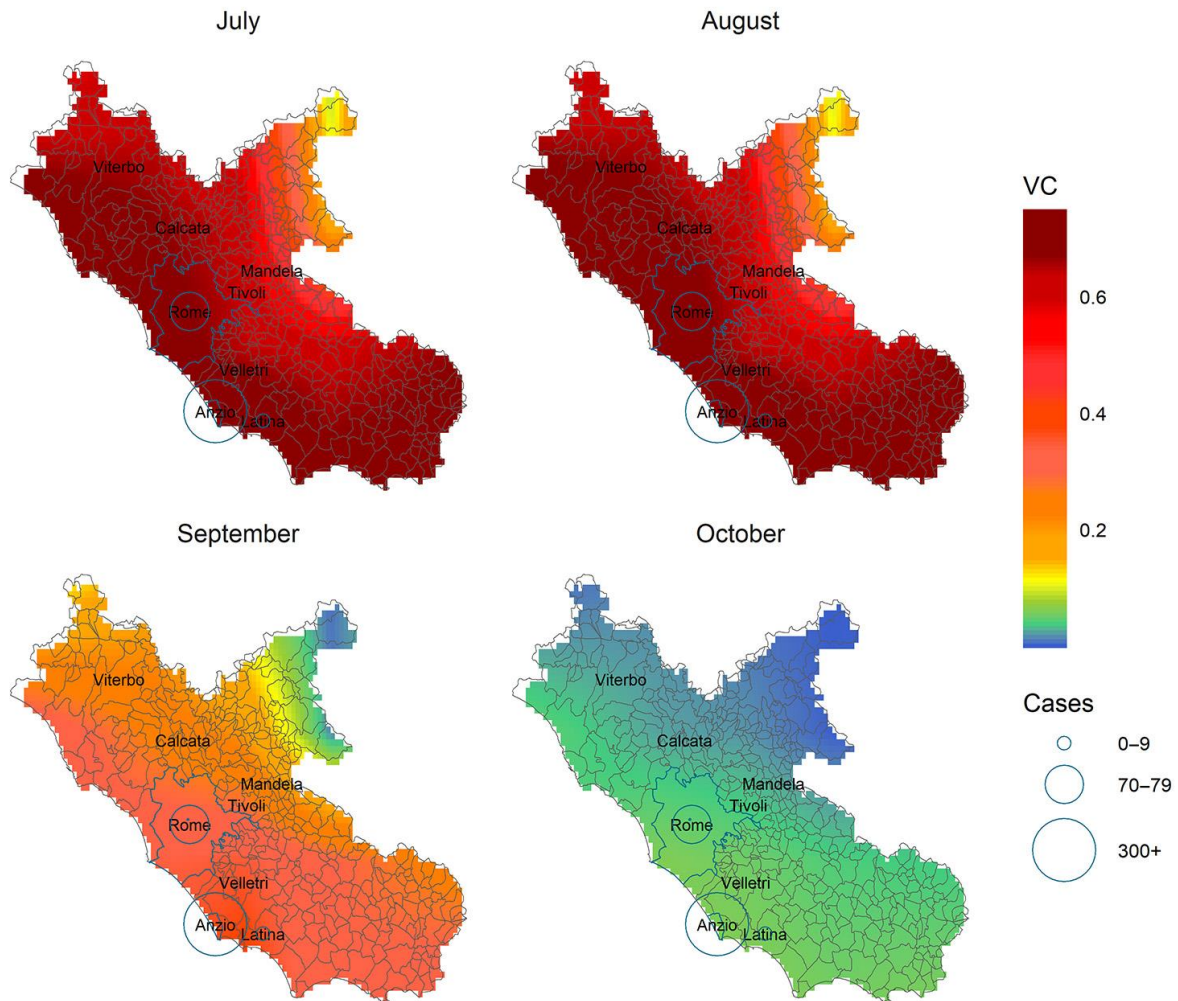 July
August
Viterbo
Calcata
Mandela
Tivoli
Rome
Velletri
Anzio
Latina
Viterbo
Calcata
Mandela
Tivoli
Rome
Velletri
Anzio
Latina
VC
0.6
0.4
0.2
September
October
Viterbo
Calcata
Mandela
Tivoli
Rome
Velletri
Anzio
Latina
Viterbo
Calcata
Mandela
Tivoli
Rome
Velletri
Anzio
Latina
Cases
0–9
70–79
300+